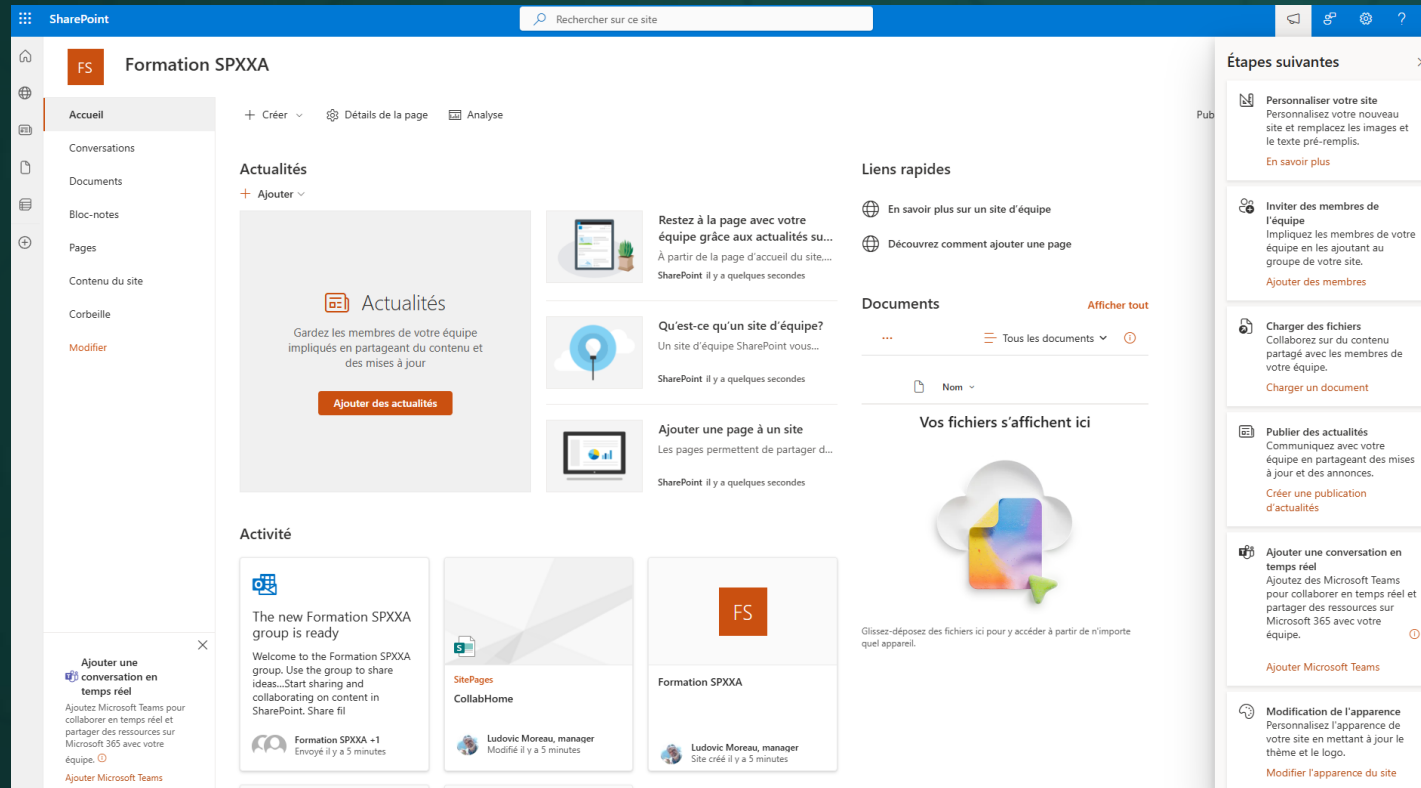 SharePoint
Rechercher sur ce site
?
FS
Formation SPXXA
Accueil
Conversations
Documents
Bloc-notes
Pages
Contenu du site
Corbeille
Modifier
Ajouter une
conversation en
temps réel
Ajoutez Microsoft Teams pour
collaborer en temps réel et
partager des ressources sur
Microsoft 365 avec votre
équipe.
Ajouter Microsoft Teams
+ Créer
Détails de la page
Analyse
Pub
Actualités
+ Ajouter
Actualités
Gardez les membres de votre équipe
impliqués en partageant du contenu et
des mises à jour
Ajouter des actualités
Restez à la page avec votre
équipe grâce aux actualités su...
À partir de la page d'accueil du site,...
SharePoint il y a quelques secondes
Qu'est-ce qu'un site d'équipe?
Un site d'équipe SharePoint vous...
SharePoint il y a quelques secondes
Ajouter une page à un site
Les pages permettent de partager d...
SharePoint il y a quelques secondes
Liens rapides
En savoir plus sur un site d'équipe
Découvrez comment ajouter une page
Documents
Afficher tout
...
Tous les documents
Nom
Vos fichiers s'affichent ici
Glissez-déposez des fichiers ici pour y accéder à partir de n'importe
quel appareil.
Activité
The new Formation SPXXA
group is ready
Welcome to the Formation SPXXA
group. Use the group to share
ideas...Start sharing and
collaborating on content in
SharePoint. Share fil
Formation SPXXA +1
Envoyé il y a 5 minutes
S
SitePages
CollabHome
Ludovic Moreau, manager
Modifié il y a 5 minutes
FS
Formation SPXXA
Ludovic Moreau, manager
Site créé il y a 5 minutes
Étapes suivantes
Personnaliser votre site
Personnalisez votre nouveau
site et remplacez les images et
le texte pré-remplis.
En savoir plus
Inviter des membres de
l'équipe
Impliquez les membres de votre
équipe en les ajoutant au
groupe de votre site.
Ajouter des membres
Charger des fichiers
Collaborez sur du contenu
partagé avec les membres de
votre équipe.
Charger un document
Publier des actualités
Communiquez avec votre
équipe en partageant des mises
à jour et des annonces.
Créer une publication
d'actualités
Ajouter une conversation en
temps réel
Ajoutez des Microsoft Teams
pour collaborer en temps réel et
partager des ressources sur
Microsoft 365 avec votre
équipe.
Ajouter Microsoft Teams
Modification de l'apparence
Personnalisez l'apparence de
votre site en mettant à jour le
thème et le logo.
Modifier l'apparence du site